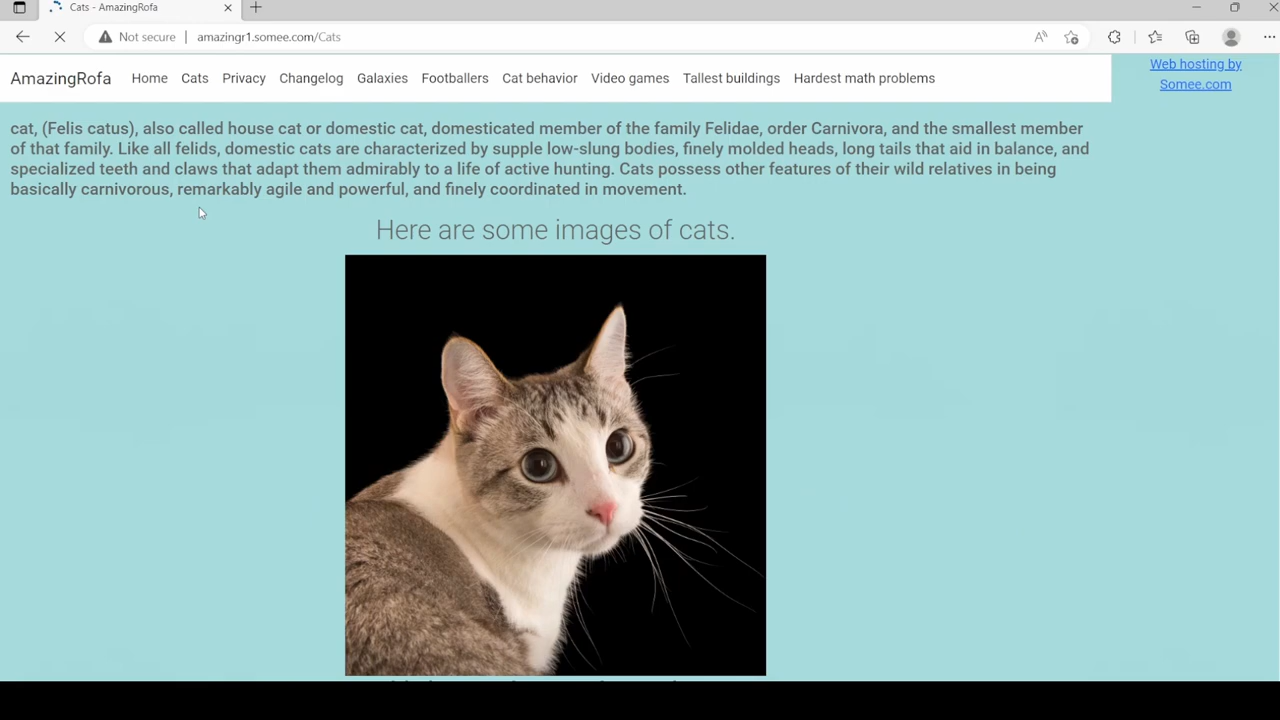 Cats - AmazingRofa
Not secure | amazingr1.somee.com/Cats
AmazingRofa Home Cats Privacy Changelog Galaxies Footballers Cat behavior Video games Tallest buildings Hardest math problems
Web hosting by
Somee.com
cat, (Felis catus), also called house cat or domestic cat, domesticated member of the family Felidae, order Carnivora, and the smallest member
of that family. Like all felids, domestic cats are characterized by supple low-slung bodies, finely molded heads, long tails that aid in balance, and
specialized teeth and claws that adapt them admirably to a life of active hunting. Cats possess other features of their wild relatives in being
basically carnivorous, remarkably agile and powerful, and finely coordinated in movement.
Here are some images of cats.